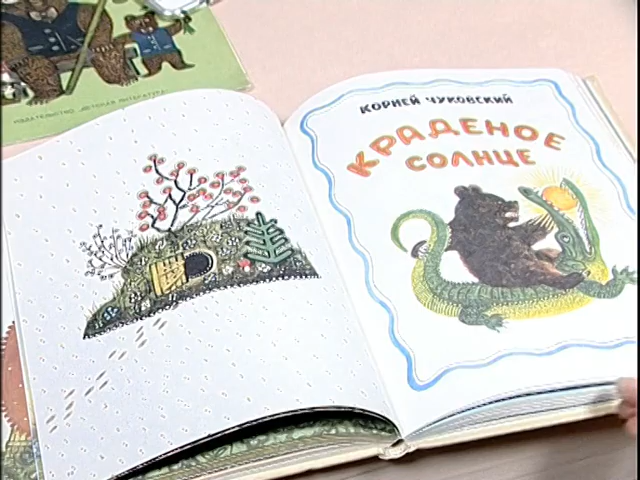 ИЗДАТЕЛЬСТВО „ДЕТСКАЯ ЛИТЕРАТУРА“
КОРНЕЙ ЧУКОВСКИЙ
КРАДЕНОЕ
СОЛНЦЕ